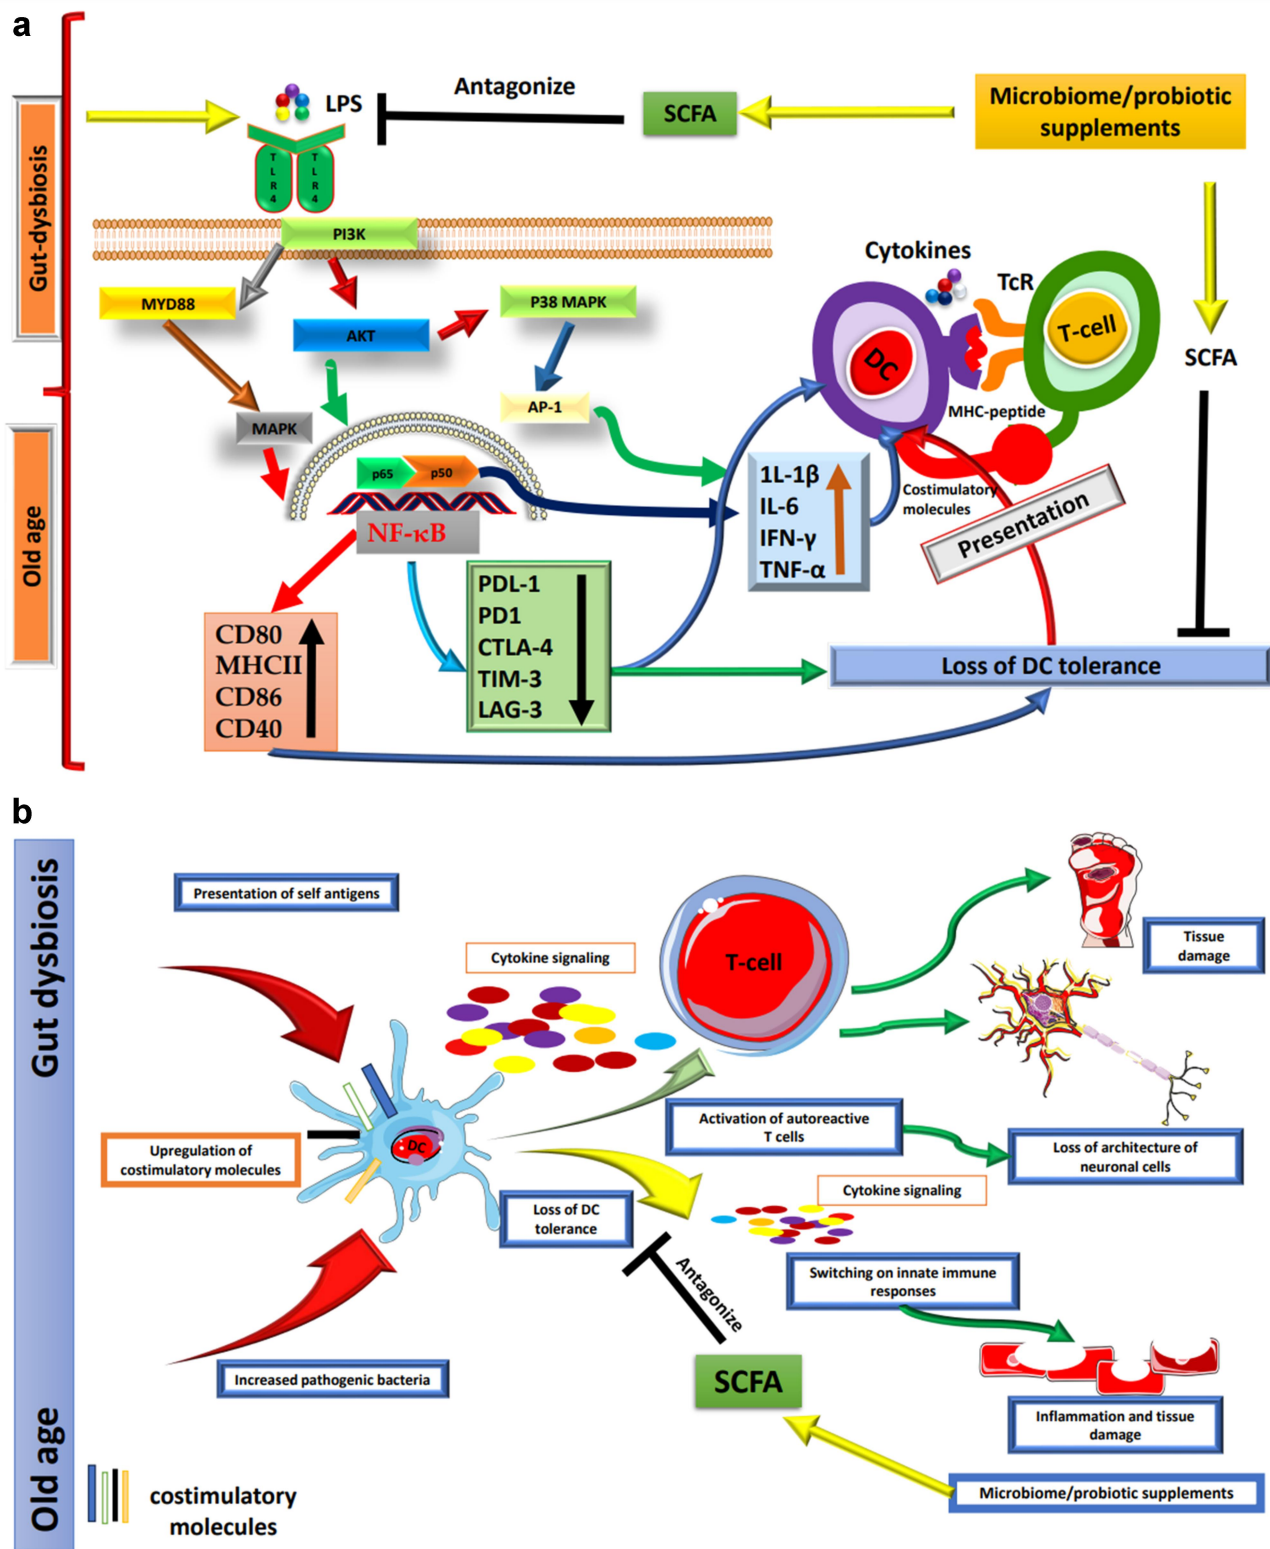 a
Gut-dysbiosis
Old age
LPS
Antagonize
SCFA
Microbiome/probiotic
supplements
T
L
R
4
T
L
R
4
PI3K
MYD88
AKT
P38 MAPK
MAPK
AP-1
p65
p50
NF-κB
Cytokines
TcR
DC
T-cell
MHC-peptide
Costimulatory
molecules
SCFA
1L-1β
IL-6
IFN-γ
TNF-α
Presentation
PDL-1
PD1
CTLA-4
TIM-3
LAG-3
CD80
MHCII
CD86
CD40
Loss of DC tolerance
b
Gut dysbiosis
Old age
Presentation of self antigens
Cytokine signaling
T-cell
Tissue
damage
DC
Upregulation of
costimulatory molecules
Activation of autoreactive
T cells
Loss of architecture of
neuronal cells
Loss of DC
tolerance
Cytokine signaling
Antagonize
Switching on innate immune
responses
Increased pathogenic bacteria
SCFA
Inflammation and tissue
damage
Microbiome/probiotic supplements
costimulatory
molecules